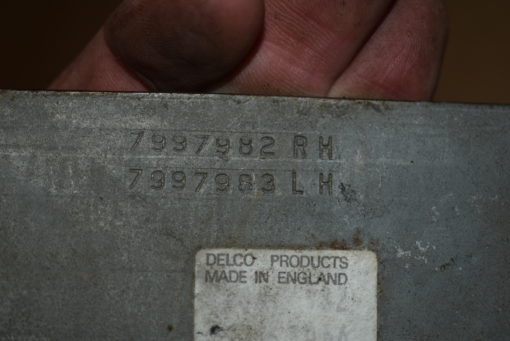 7997982 RH
7997983 LH
DELCO PRODUCTS
MADE IN ENGLAND